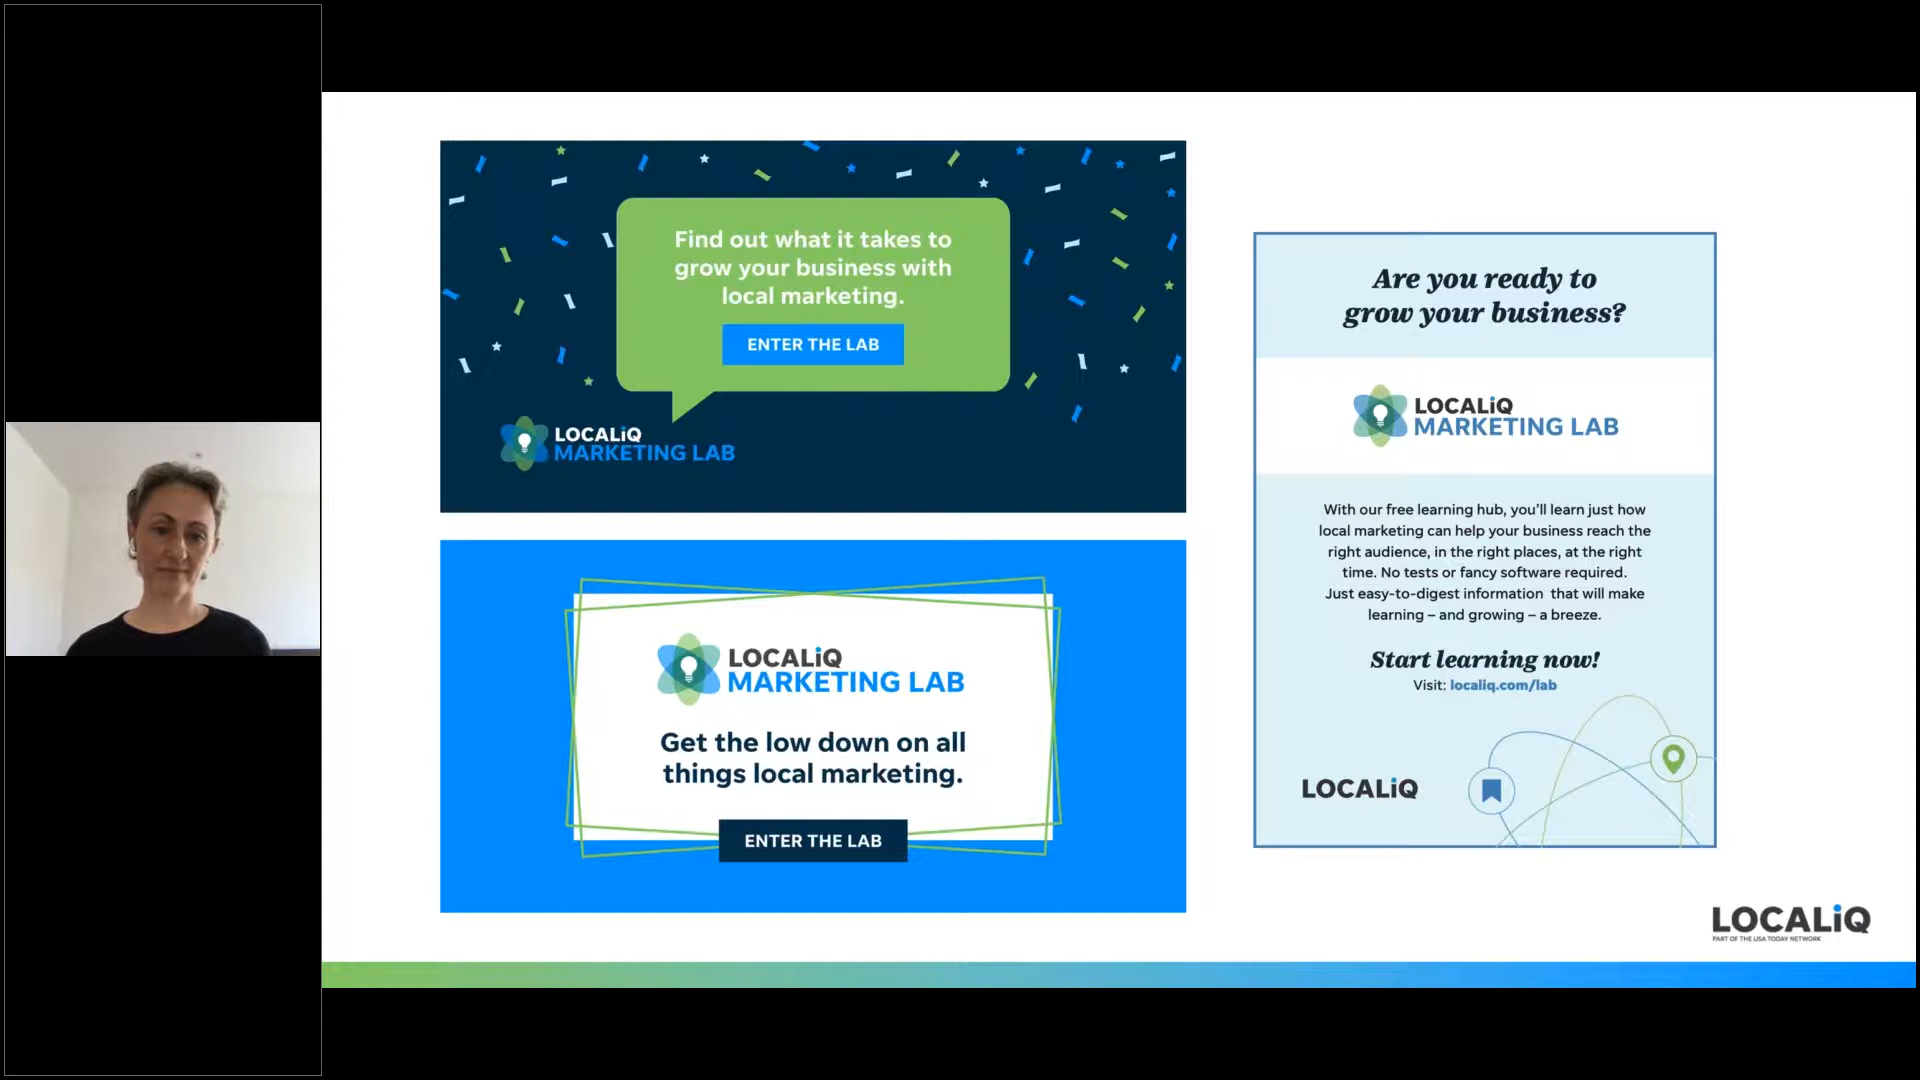 Find out what it takes to
grow your business with
local marketing.
ENTER THE LAB
LOCALiQ
MARKETING LAB
LOCALiQ
MARKETING LAB
Get the low down on all
things local marketing.
ENTER THE LAB
Are you ready to
grow your business?
LOCALiQ
MARKETING LAB
With our free learning hub, you'll learn just how
local marketing can help your business reach the
right audience, in the right places, at the right
time. No tests or fancy software required.
Just easy-to-digest information that will make
learning – and growing – a breeze.
Start learning now!
Visit: localiq.com/lab
LOCALiQ
LOCALiQ
PART OF THE USA TODAY NETWORK